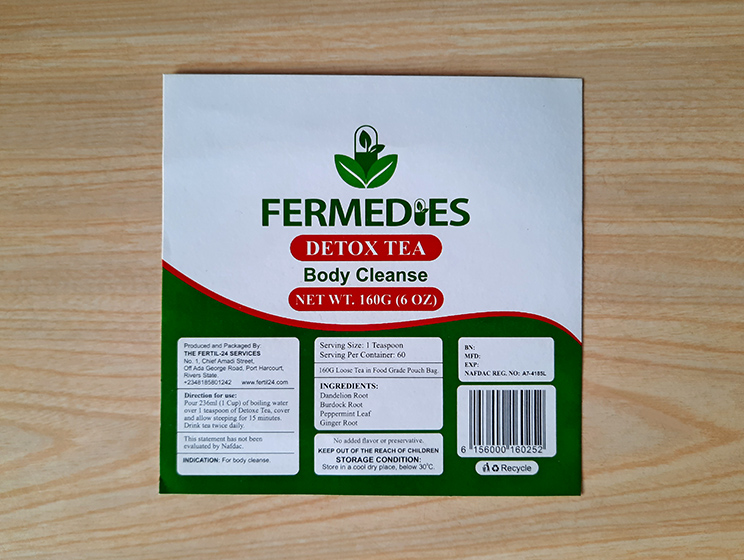 FERMEDIES
DETOX TEA
Body Cleanse
NET WT. 160G (6 OZ)
Produced and Packaged By:
THE FERTIL-24 SERVICES
No. 1, Chief Amadi Street,
Off Ada George Road, Port Harcourt,
Rivers State.
+2348185801242 www.fertil24.com
Direction for use:
Pour 236ml (1 Cup) of boiling water
over 1 teaspoon of Detoxe Tea, cover
and allow steeping for 15 minutes.
Drink tea twice daily.
This statement has not been
evaluated by Nafdac.
INDICATION: For body cleanse.
Serving Size: 1 Teaspoon
Serving Per Container: 60
160G Loose Tea in Food Grade Pouch Bag.
INGREDIENTS:
Dandelion Root
Burdock Root
Peppermint Leaf
Ginger Root
No added flavor or preservative.
KEEP OUT OF THE REACH OF CHILDREN
STORAGE CONDITION:
Store in a cool dry place, below 30°C.
BN:
MFD:
EXP:
NAFDAC REG. NO: A7-4185L
6 156000 160252
Recycle